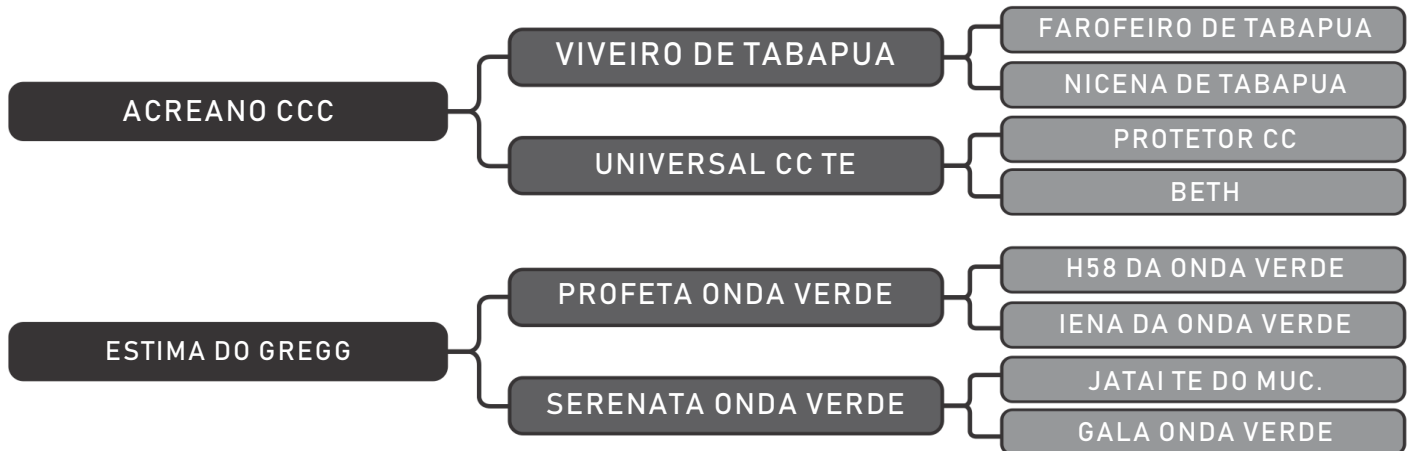 ACREANO CCC
VIVEIRO DE TABAPUA
FAROFEIRO DE TABAPUA
NICENA DE TABAPUA
UNIVERSAL CC TE
PROTETOR CC
BETH
ESTIMA DO GREGG
PROFETA ONDA VERDE
H58 DA ONDA VERDE
IENA DA ONDA VERDE
SERENATA ONDA VERDE
JATAI TE DO MUC.
GALA ONDA VERDE